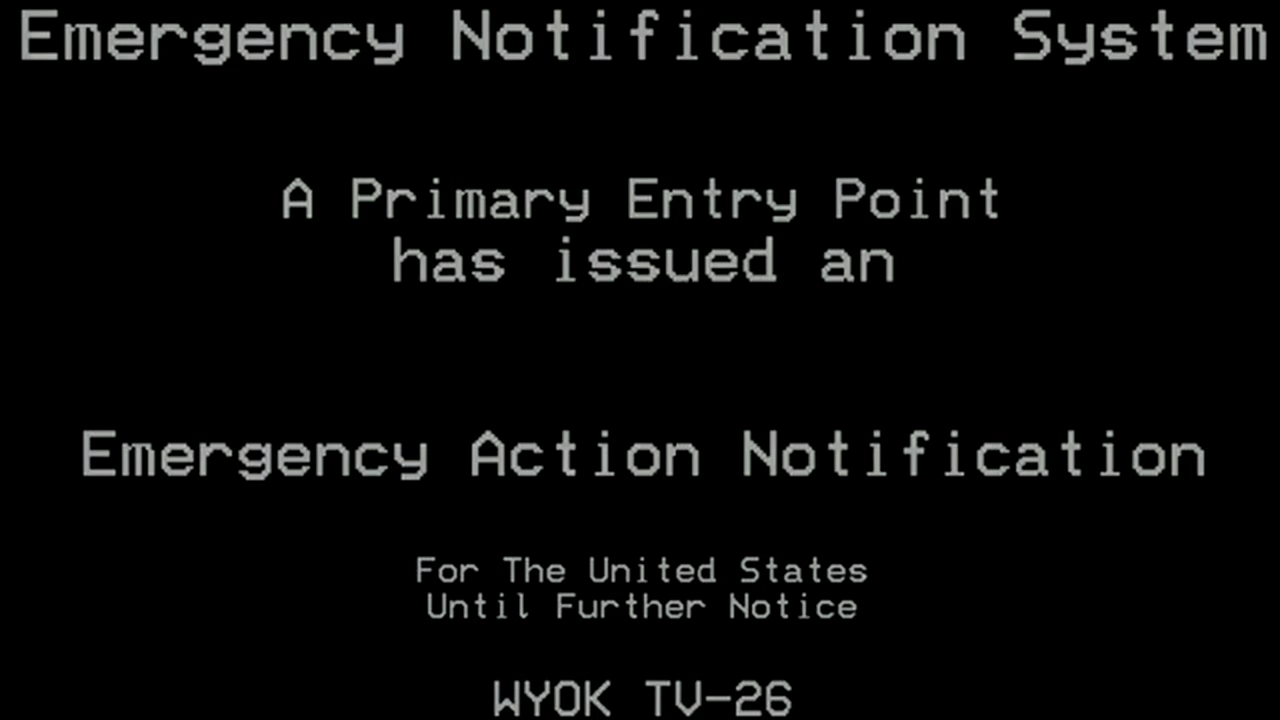 Emergency Notification System
A Primary Entry Point
has issued an
Emergency Action Notification
For The United States
Until Further Notice
WYOK TV-26